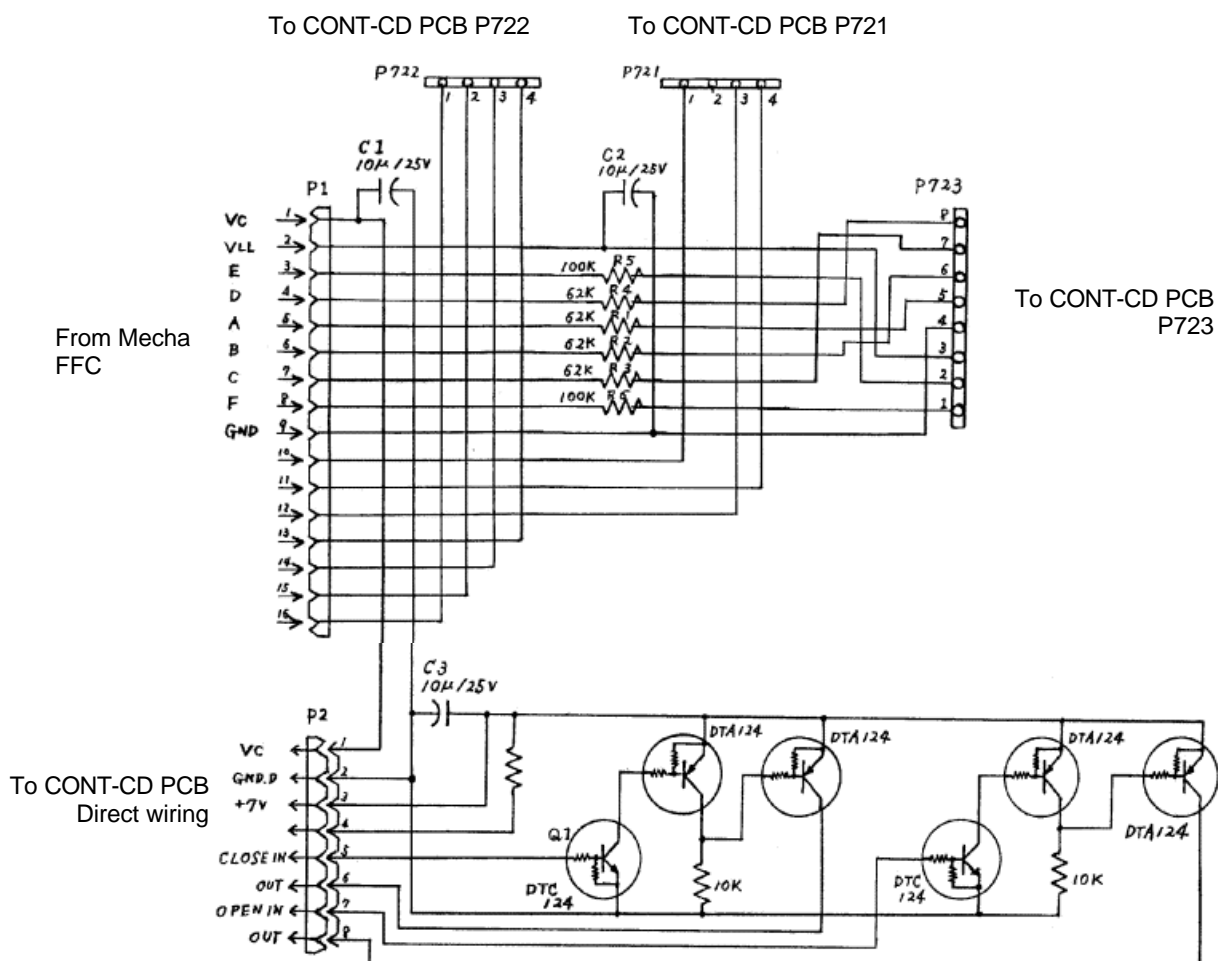 To CONT-CD PCB P722
To CONT-CD PCB P721
P722
1 2 3 4
P721
1 2 3 4
C1
10μ/25V
C2
10μ/25V
P1
P723
VC 1
VLL 2
E 3
D 4
A 5
B 6
C 7
F 8
GND 9
10
11
12
13
14
15
16
From Mecha
FFC
100K R5
62K R4
62K R1
62K R2
62K R3
100K R6
8
7
6
5
4
3
2
1
To CONT-CD PCB
P723
C3
10μ/25V
P2
To CONT-CD PCB
Direct wiring
VC 1
GND.D 2
+7V 3
4
CLOSE IN 5
OUT 6
OPEN IN 7
OUT 8
DTA124
DTA124
DTA124
DTA124
Q1
DTC
124
10K
DTC
124
10K